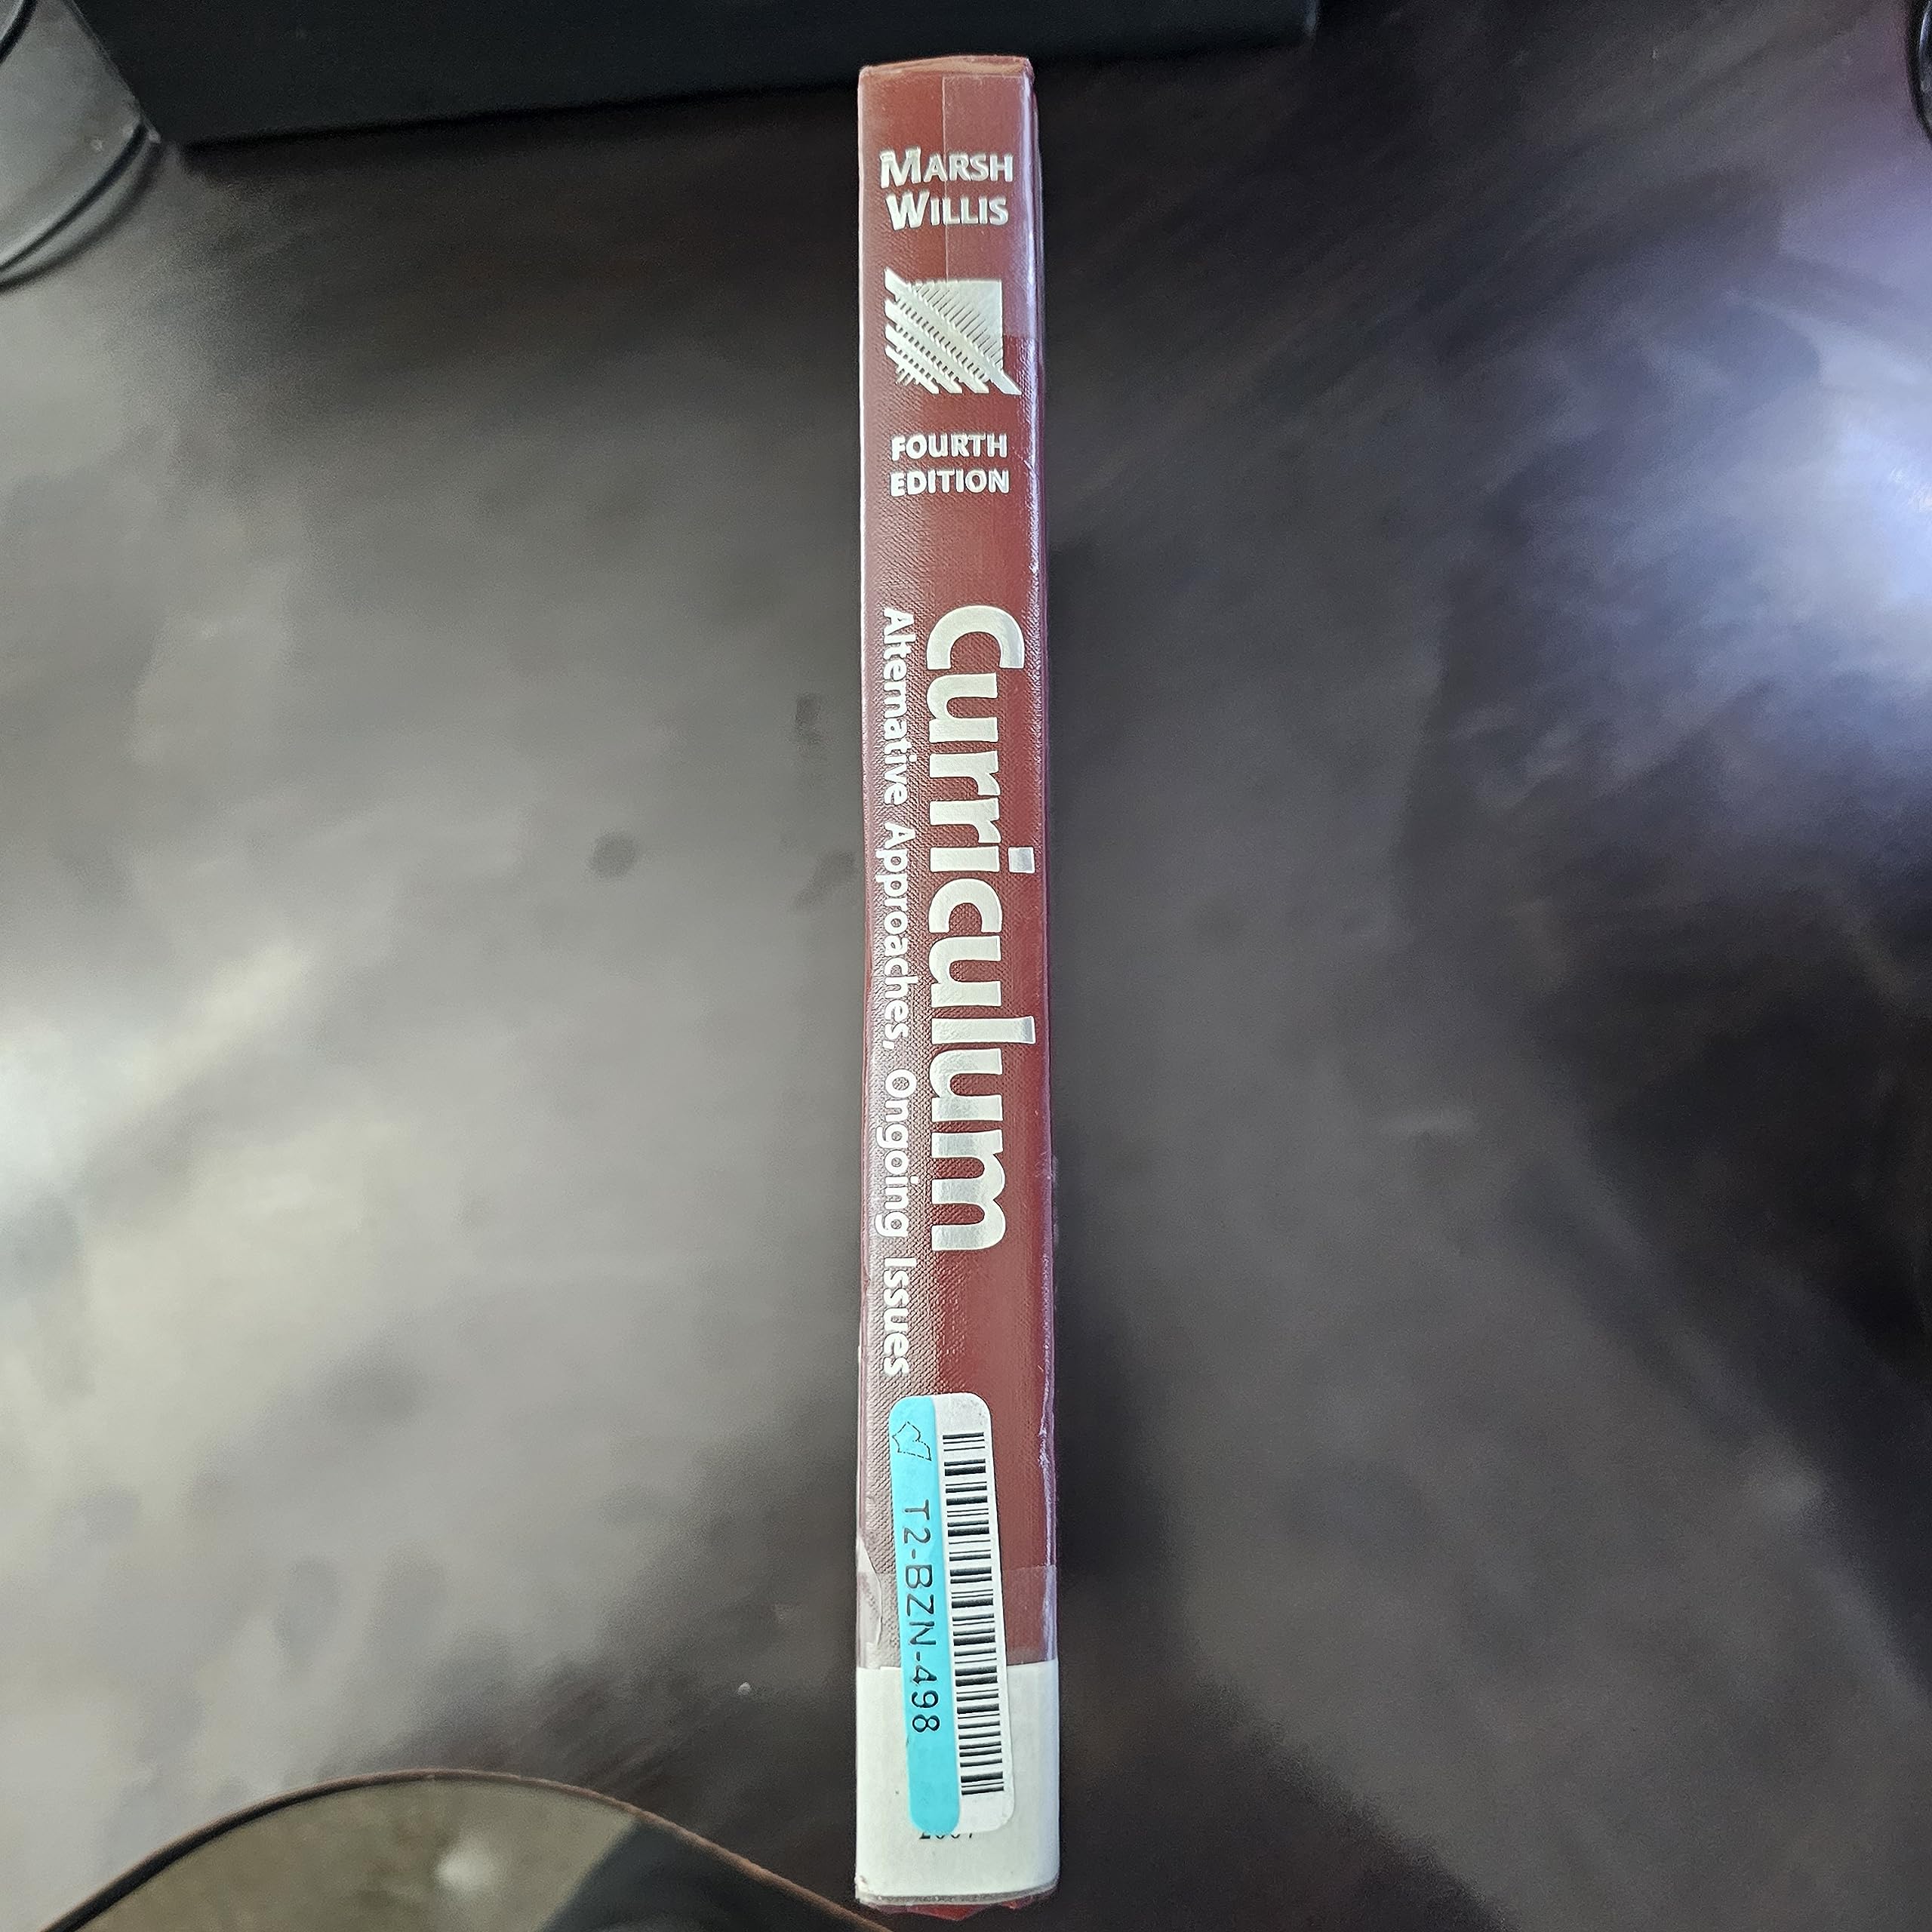 MARSH
WILLIS
FOURTH
EDITION
Curriculum
Alternative Approaches, Ongoing Issues
T2-BZN-498